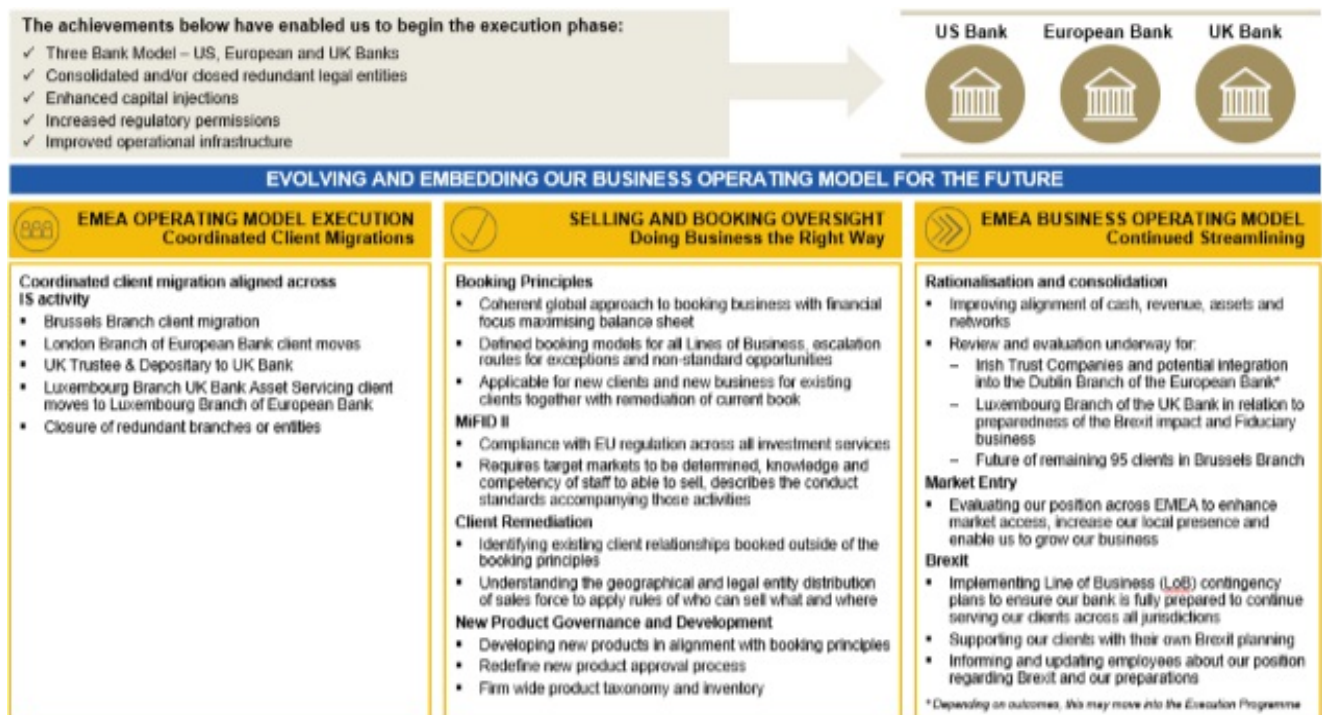 The achievements below have enabled us to begin the execution phase:
✓ Three Bank Model – US, European and UK Banks
✓ Consolidated and/or closed redundant legal entities
✓ Enhanced capital injections
✓ Increased regulatory permissions
✓ Improved operational infrastructure
US Bank European Bank UK Bank
EVOLVING AND EMBEDDING OUR BUSINESS OPERATING MODEL FOR THE FUTURE
EMEA OPERATING MODEL EXECUTION
Coordinated Client Migrations
Coordinated client migration aligned across
IS activity
▪ Brussels Branch client migration
▪ London Branch of European Bank client moves
▪ UK Trustee & Depositary to UK Bank
▪ Luxembourg Branch UK Bank Asset Servicing client
moves to Luxembourg Branch of European Bank
▪ Closure of redundant branches or entities
SELLING AND BOOKING OVERSIGHT
Doing Business the Right Way
Booking Principles
▪ Coherent global approach to booking business with financial
focus maximising balance sheet
▪ Defined booking models for all Lines of Business, escalation
routes for exceptions and non-standard opportunities
▪ Applicable for new clients and new business for existing
clients together with remediation of current book
MiFID II
▪ Compliance with EU regulation across all investment services
▪ Requires target markets to be determined, knowledge and
competency of staff to able to sell, describes the conduct
standards accompanying those activities
Client Remediation
▪ Identifying existing client relationships booked outside of the
booking principles
▪ Understanding the geographical and legal entity distribution
of sales force to apply rules of who can sell what and where
New Product Governance and Development
▪ Developing new products in alignment with booking principles
▪ Redefine new product approval process
▪ Firm wide product taxonomy and inventory
EMEA BUSINESS OPERATING MODEL
Continued Streamlining
Rationalisation and consolidation
▪ Improving alignment of cash, revenue, assets and
networks
▪ Review and evaluation underway for:
– Irish Trust Companies and potential integration
into the Dublin Branch of the European Bank*
– Luxembourg Branch of the UK Bank in relation to
preparedness of the Brexit impact and Fiduciary
business
– Future of remaining 95 clients in Brussels Branch
Market Entry
▪ Evaluating our position across EMEA to enhance
market access, increase our local presence and
enable us to grow our business
Brexit
▪ Implementing Line of Business (LoB) contingency
plans to ensure our bank is fully prepared to continue
serving our clients across all jurisdictions
▪ Supporting our clients with their own Brexit planning
▪ Informing and updating employees about our position
regarding Brexit and our preparations
* Depending on outcomes, this may move into the Execution Programme